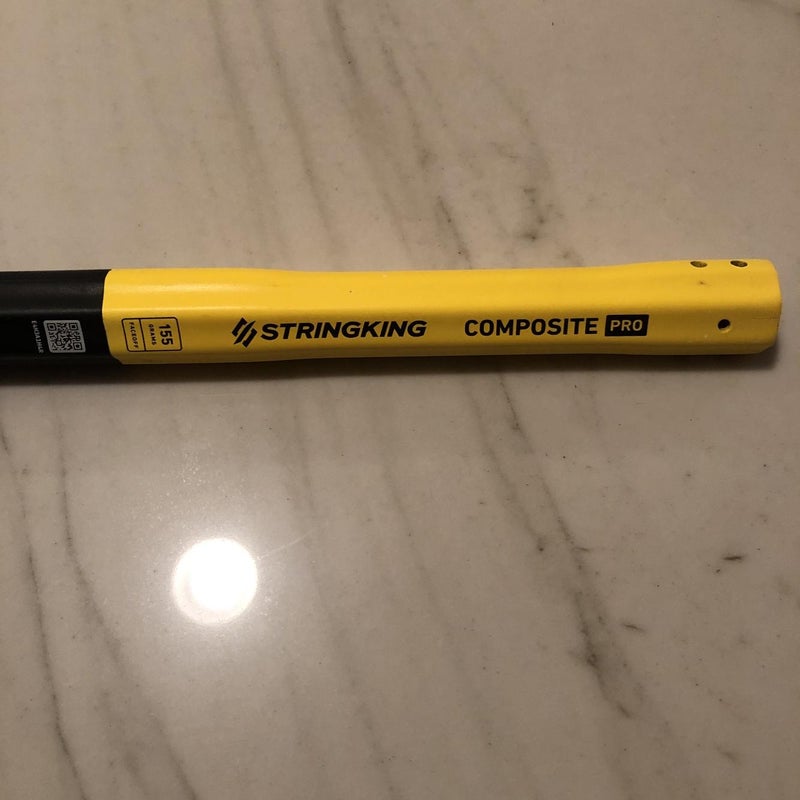 STRINGKING COMPOSITE PRO
155
GRAMS
FACEOFF